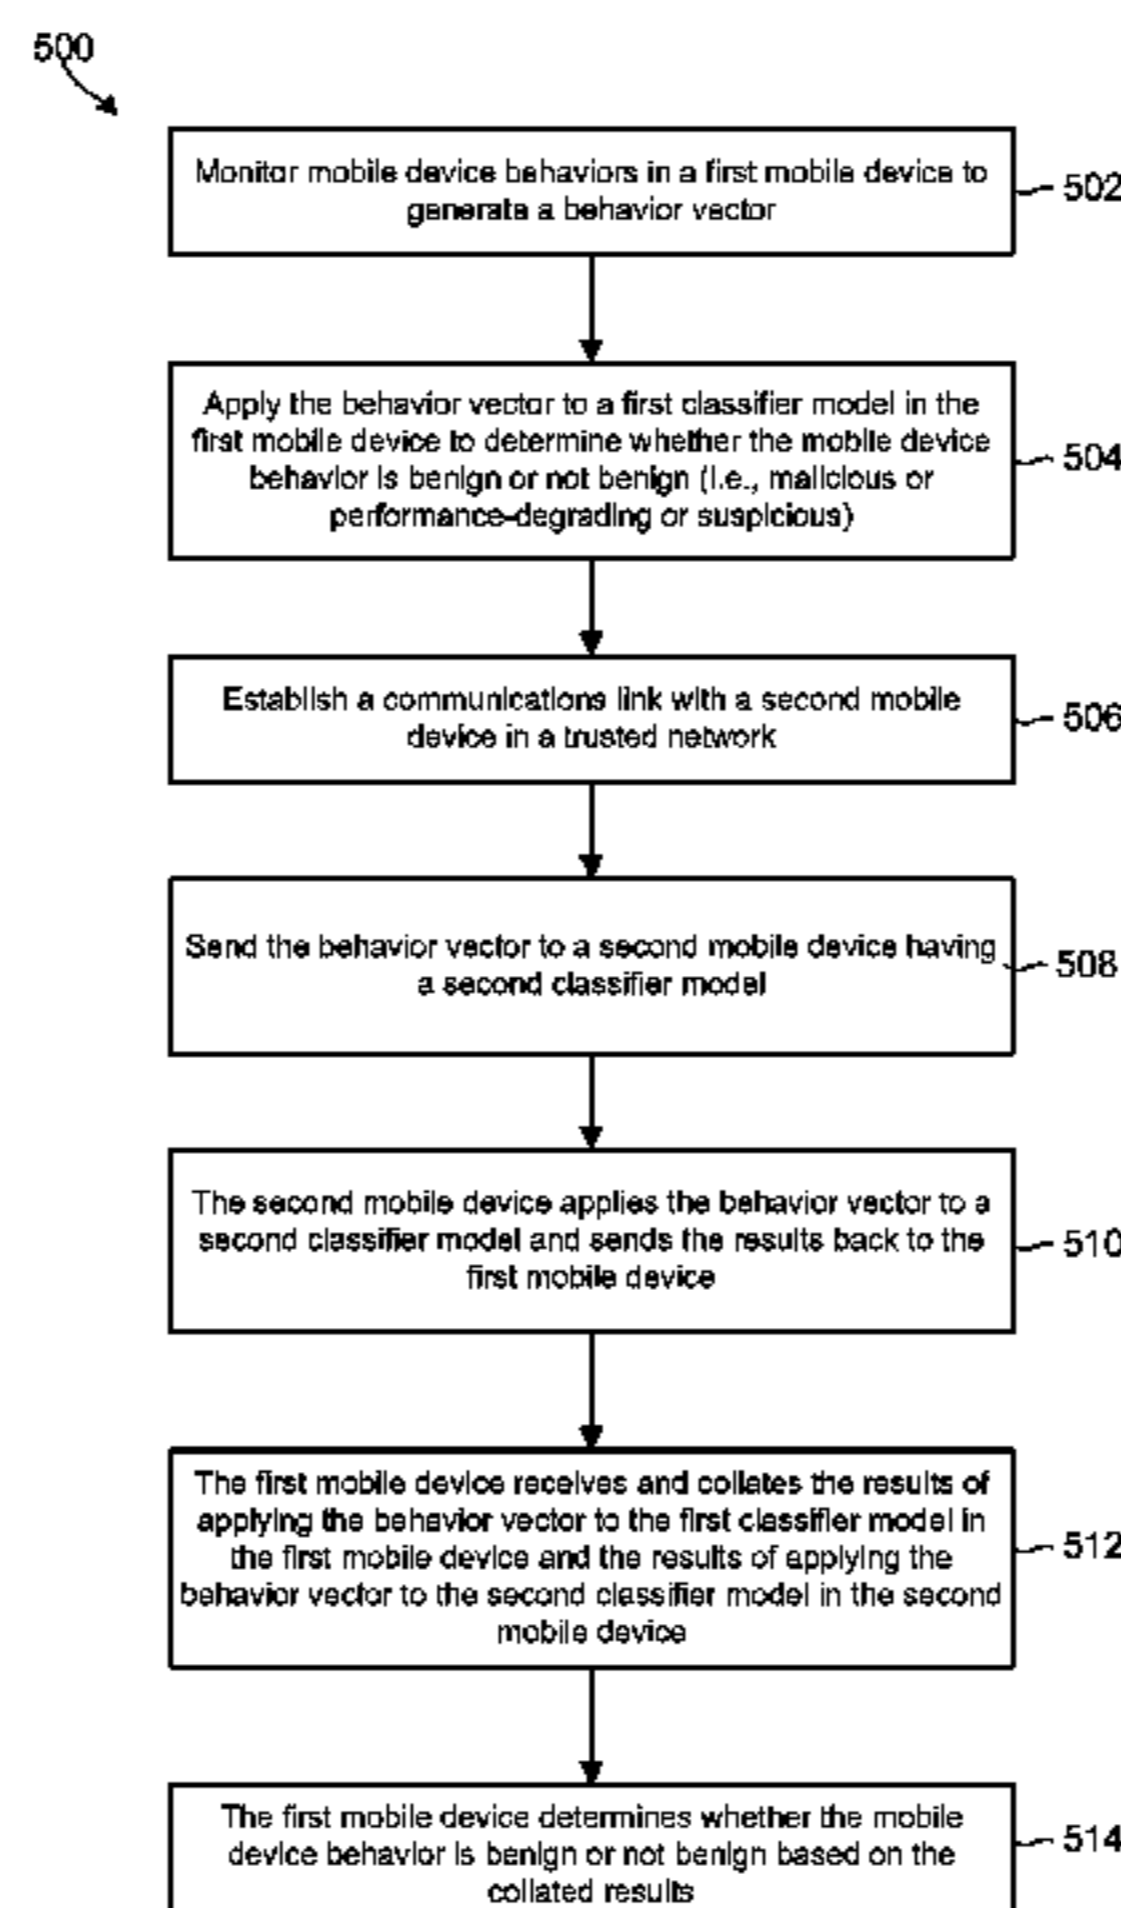 500
Monitor mobile device behaviors in a first mobile device to
generate a behavior vector
502
Apply the behavior vector to a first classifier model in the
first mobile device to determine whether the mobile device
behavior is benign or not benign (i.e., malicious or
performance-degrading or suspicious)
504
Establish a communications link with a second mobile
device in a trusted network
506
Send the behavior vector to a second mobile device having
a second classifier model
508
The second mobile device applies the behavior vector to a
second classifier model and sends the results back to the
first mobile device
510
The first mobile device receives and collates the results of
applying the behavior vector to the first classifier model in
the first mobile device and the results of applying the
behavior vector to the second classifier model in the second
mobile device
512
The first mobile device determines whether the mobile
device behavior is benign or not benign based on the
collated results
514